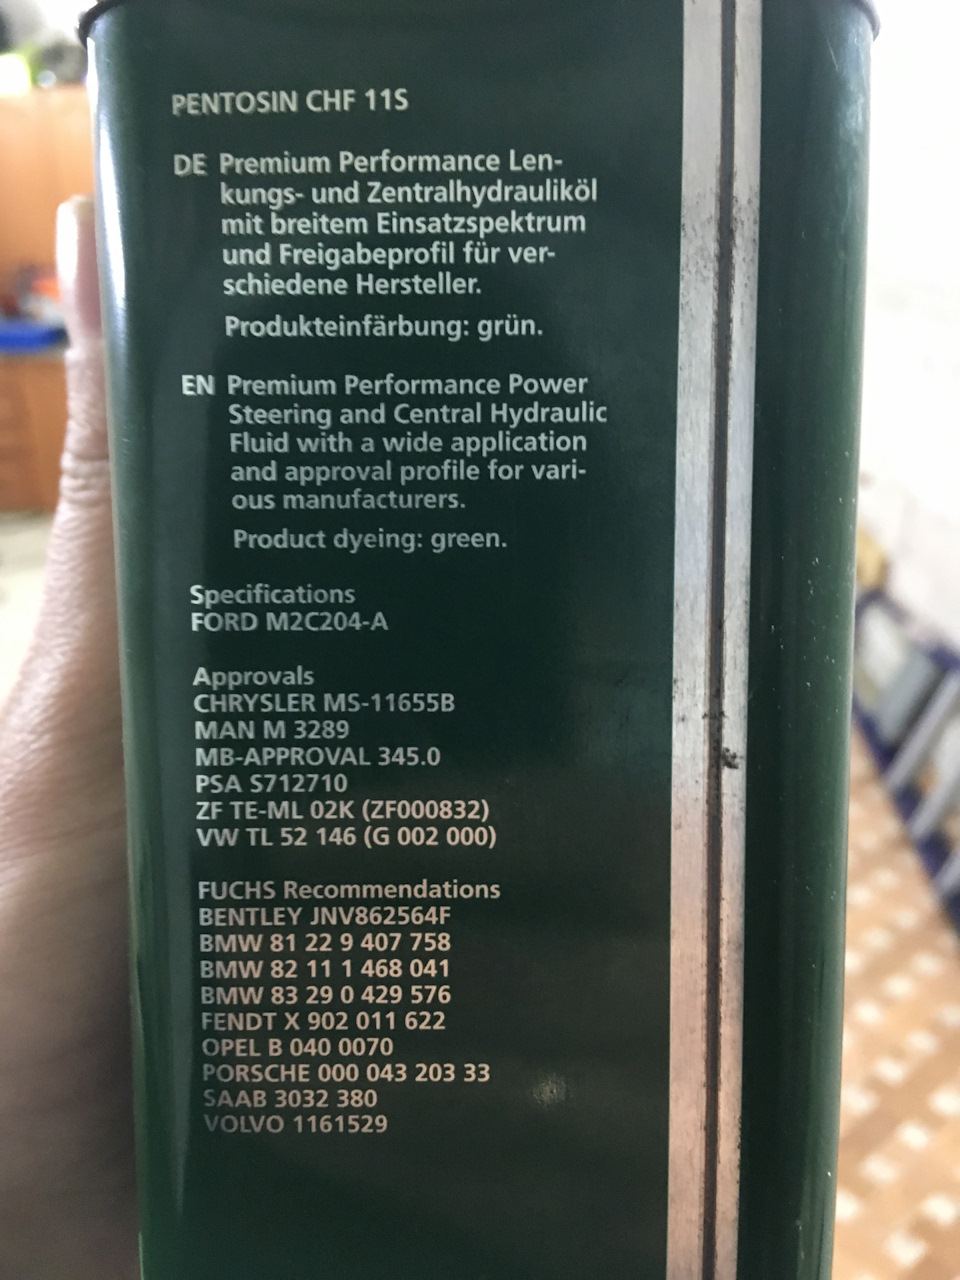 PENTOSIN CHF 11S
DE Premium Performance Len-
kungs- und Zentralhydrauliköl
mit breitem Einsatzspektrum
und Freigabeprofil für ver-
schiedene Hersteller.
Produkteinfärbung: grün.
EN Premium Performance Power
Steering and Central Hydraulic
Fluid with a wide application
and approval profile for vari-
ous manufacturers.
Product dyeing: green.
Specifications
FORD M2C204-A
Approvals
CHRYSLER MS-11655B
MAN M 3289
MB-APPROVAL 345.0
PSA S712710
ZF TE-ML 02K (ZF000832)
VW TL 52 146 (G 002 000)
FUCHS Recommendations
BENTLEY JNV862564F
BMW 81 22 9 407 758
BMW 82 11 1 468 041
BMW 83 29 0 429 576
FENDT X 902 011 622
OPEL B 040 0070
PORSCHE 000 043 203 33
SAAB 3032 380
VOLVO 1161529